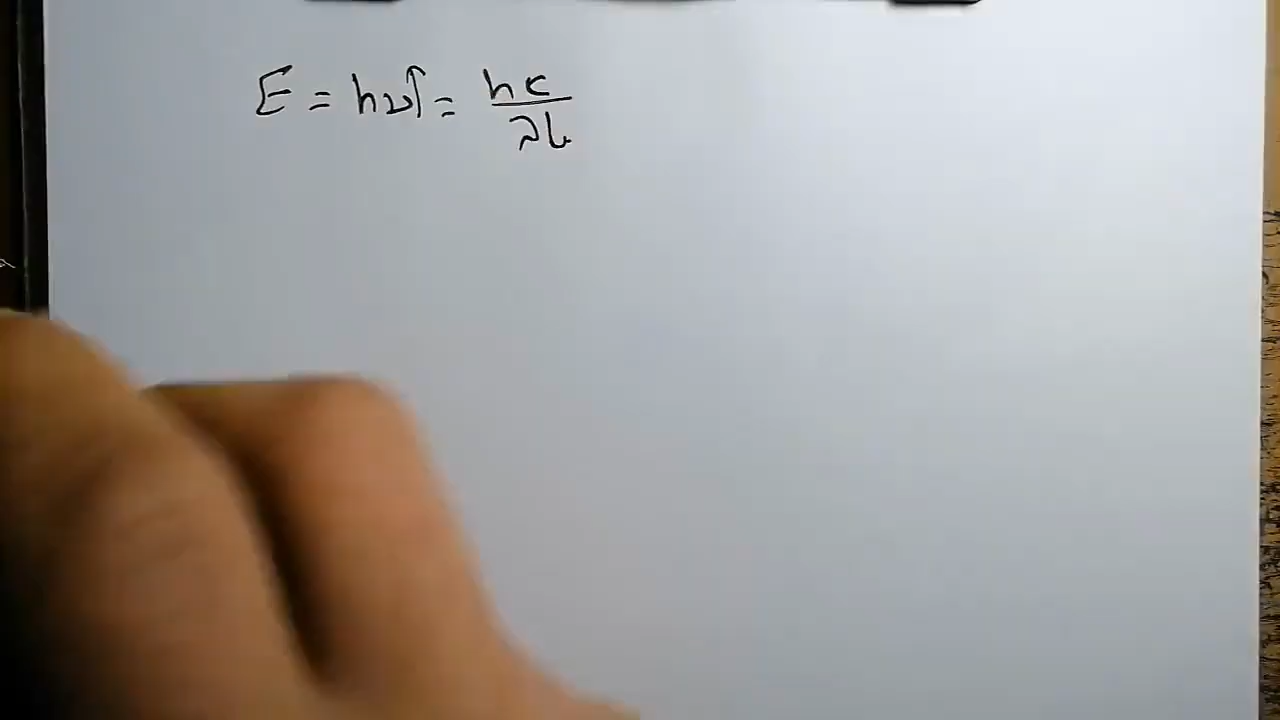 E = hν↑ = hc/λ↓